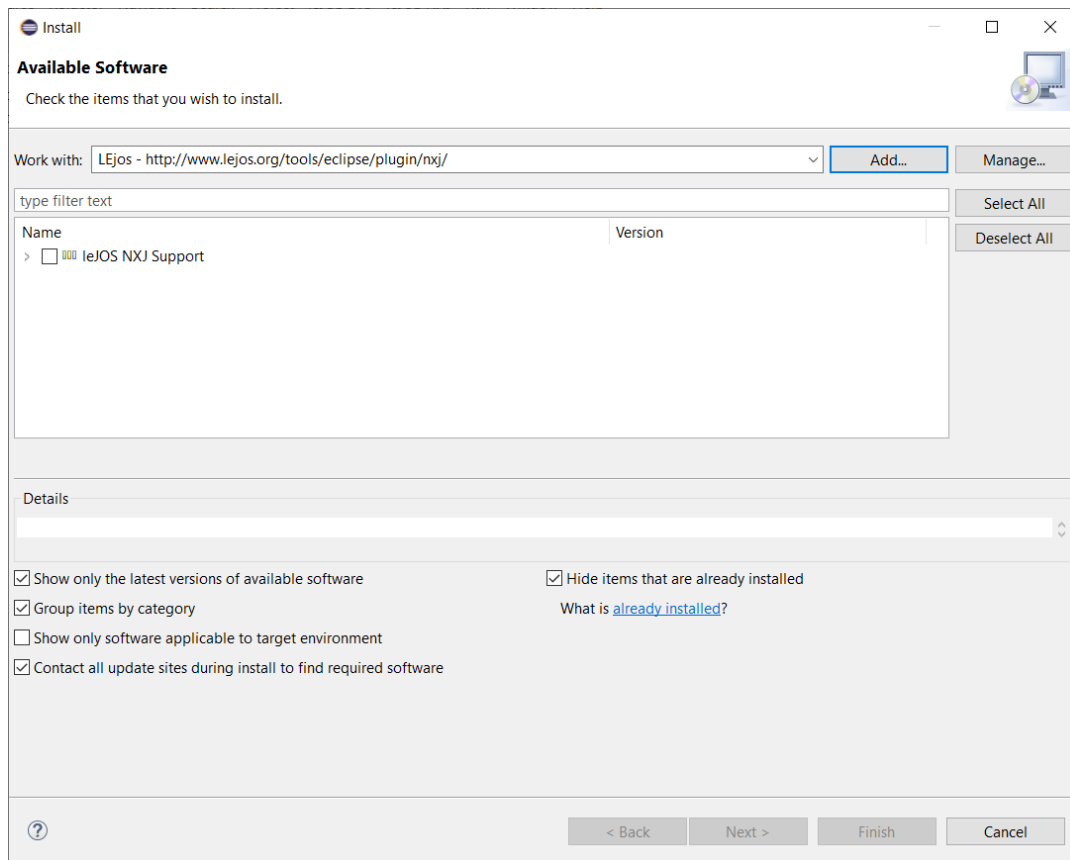 Install
Available Software
Check the items that you wish to install.
Work with: LEjos - http://www.lejos.org/tools/eclipse/plugin/nxj/ Add... Manage...
type filter text Select All
Name Version Deselect All
leJOS NXJ Support
Details
Show only the latest versions of available software Hide items that are already installed
Group items by category What is already installed?
Show only software applicable to target environment
Contact all update sites during install to find required software
? < Back Next > Finish Cancel